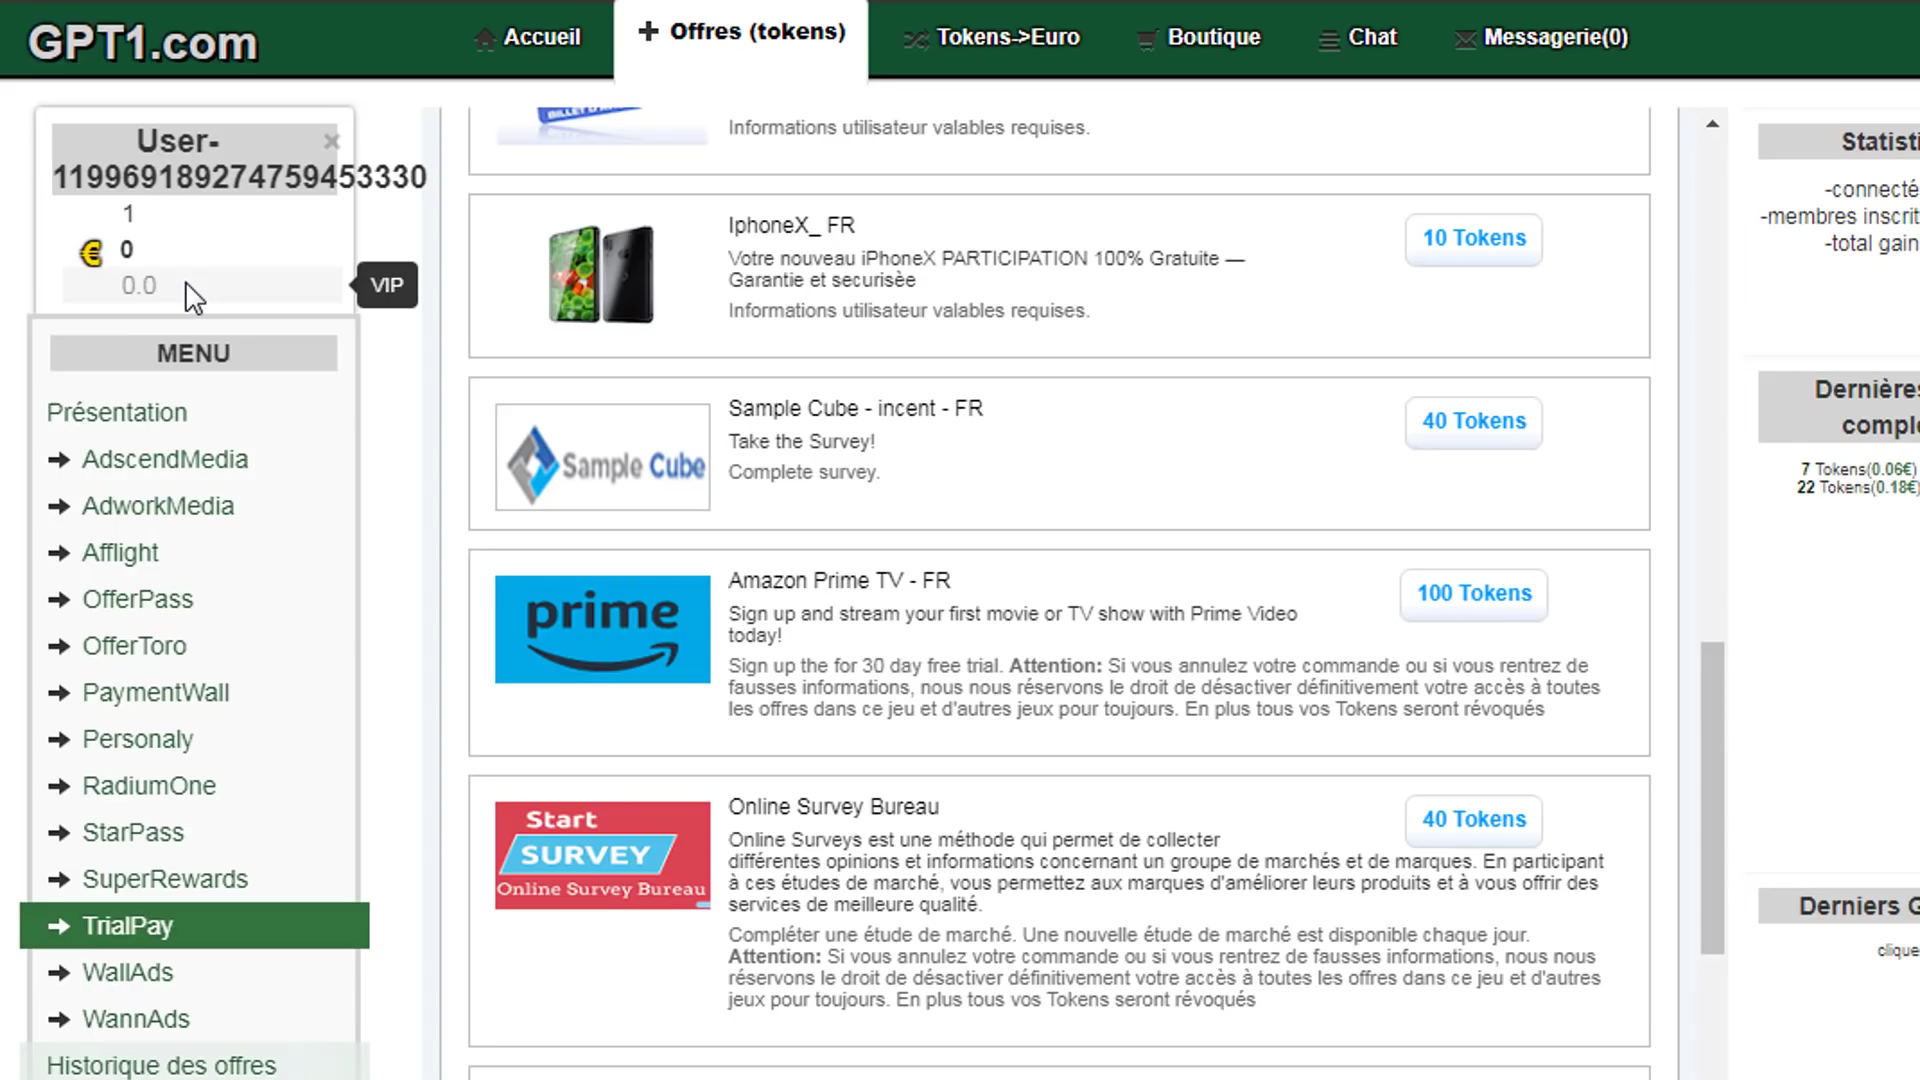 GPT1.com
Accueil
Offres (tokens)
Tokens->Euro
Boutique
Chat
Messagerie(0)
User-
119969189274759453330
×
1
€ 0
0.0
VIP
MENU
Présentation
AdscendMedia
AdworkMedia
Afflight
OfferPass
OfferToro
PaymentWall
Personaly
RadiumOne
StarPass
SuperRewards
TrialPay
WallAds
WannAds
Historique des offres
Informations utilisateur valables requises.
IphoneX_ FR
10 Tokens
Votre nouveau iPhoneX PARTICIPATION 100% Gratuite —
Garantie et securisèe
Informations utilisateur valables requises.
Sample Cube
Sample Cube - incent - FR
40 Tokens
Take the Survey!
Complete survey.
prime
Amazon Prime TV - FR
100 Tokens
Sign up and stream your first movie or TV show with Prime Video
today!
Sign up the for 30 day free trial. Attention: Si vous annulez votre commande ou si vous rentrez de
fausses informations, nous nous réservons le droit de désactiver définitivement votre accès à toutes
les offres dans ce jeu et d'autres jeux pour toujours. En plus tous vos Tokens seront révoqués
Start
SURVEY
Online Survey Bureau
Online Survey Bureau
40 Tokens
Online Surveys est une méthode qui permet de collecter
différentes opinions et informations concernant un groupe de marchés et de marques. En participant
à ces études de marché, vous permettez aux marques d'améliorer leurs produits et à vous offrir des
services de meilleure qualité.
Compléter une étude de marché. Une nouvelle étude de marché est disponible chaque jour.
Attention: Si vous annulez votre commande ou si vous rentrez de fausses informations, nous nous
réservons le droit de désactiver définitivement votre accès à toutes les offres dans ce jeu et d'autres
jeux pour toujours. En plus tous vos Tokens seront révoqués
Statisti
-connecté
-membres inscrit
-total gain
Dernières
complé
7 Tokens(0.06€)
22 Tokens(0.18€)
Derniers G
clique